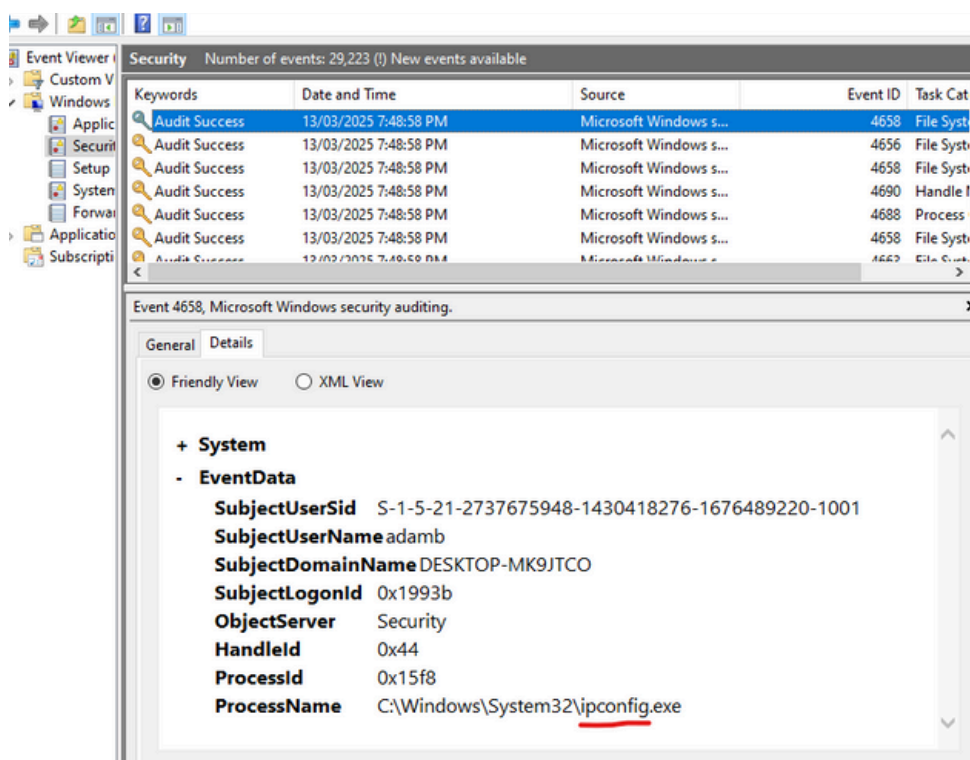 Event Viewer
Custom V
Windows
Applic
Securit
Setup
System
Forwar
Applicatio
Subscripti
Security Number of events: 29,223 (!) New events available
Keywords Date and Time Source Event ID Task Cat
Audit Success 13/03/2025 7:48:58 PM Microsoft Windows s... 4658 File Syst
Audit Success 13/03/2025 7:48:58 PM Microsoft Windows s... 4656 File Syst
Audit Success 13/03/2025 7:48:58 PM Microsoft Windows s... 4658 File Syst
Audit Success 13/03/2025 7:48:58 PM Microsoft Windows s... 4690 Handle
Audit Success 13/03/2025 7:48:58 PM Microsoft Windows s... 4688 Process
Audit Success 13/03/2025 7:48:58 PM Microsoft Windows s... 4658 File Syst
Event 4658, Microsoft Windows security auditing.
General Details
Friendly View XML View
+ System
- EventData
SubjectUserSid S-1-5-21-2737675948-1430418276-1676489220-1001
SubjectUserName adamb
SubjectDomainName DESKTOP-MK9JTCO
SubjectLogonId 0x1993b
ObjectServer Security
HandleId 0x44
ProcessId 0x15f8
ProcessName C:\Windows\System32\ipconfig.exe